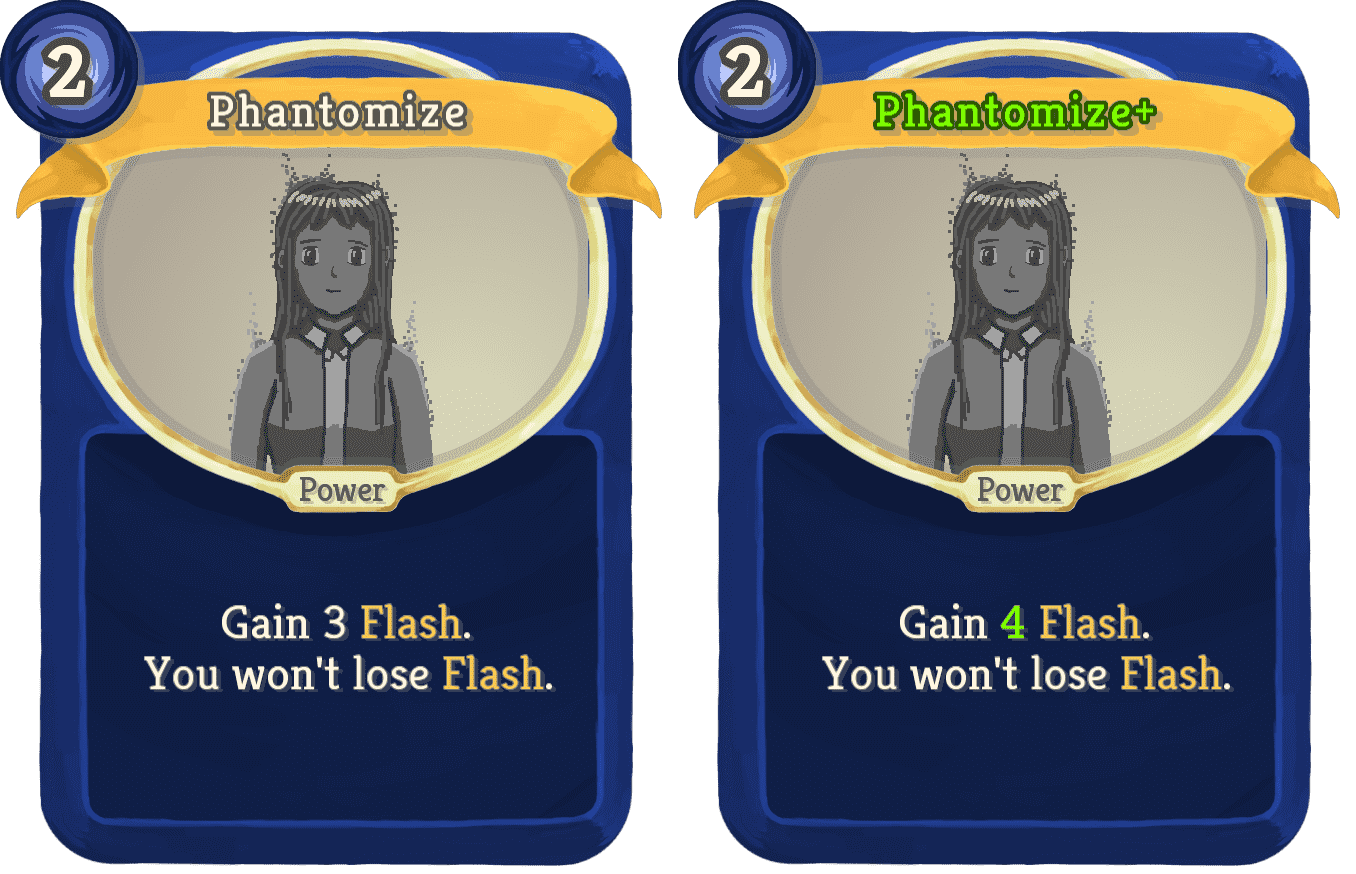 2
Phantomize
Power
Gain 3 Flash.
You won't lose Flash.
2
Phantomize+
Power
Gain 4 Flash.
You won't lose Flash.